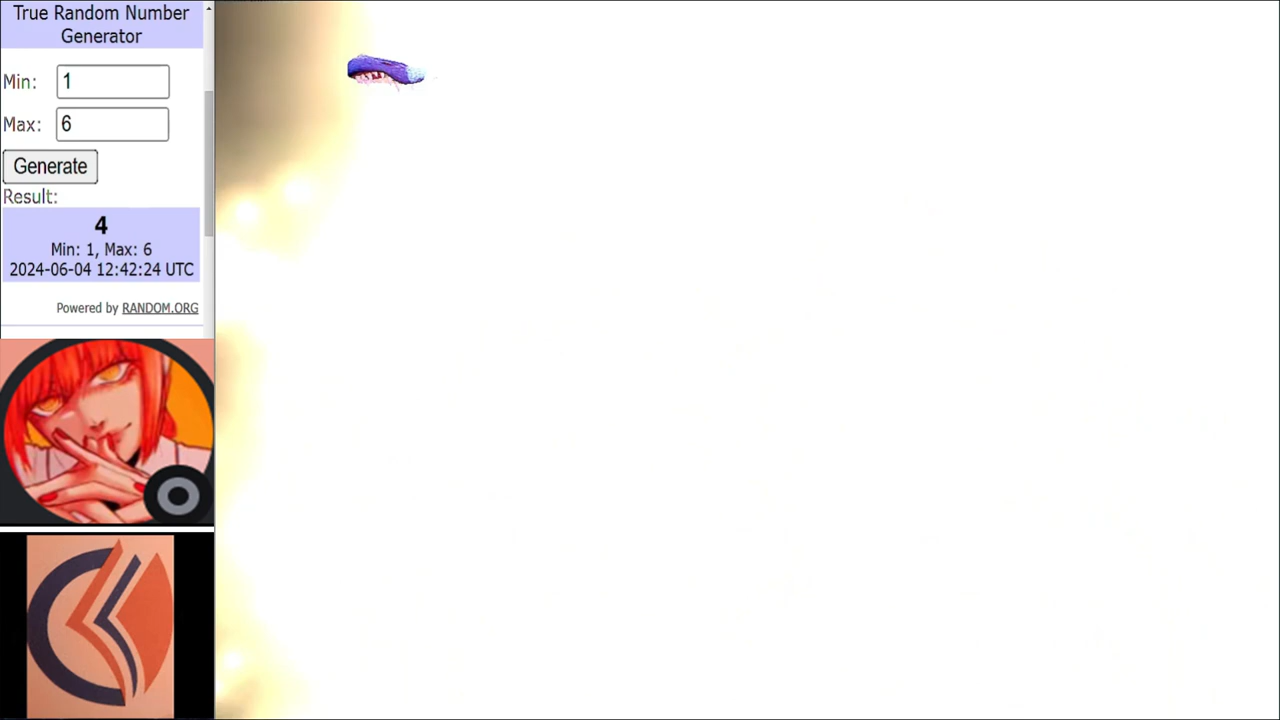 True Random Number
Generator
Min: 1
Max: 6
Generate
Result:
4
Min: 1, Max: 6
2024-06-04 12:42:24 UTC
Powered by RANDOM.ORG